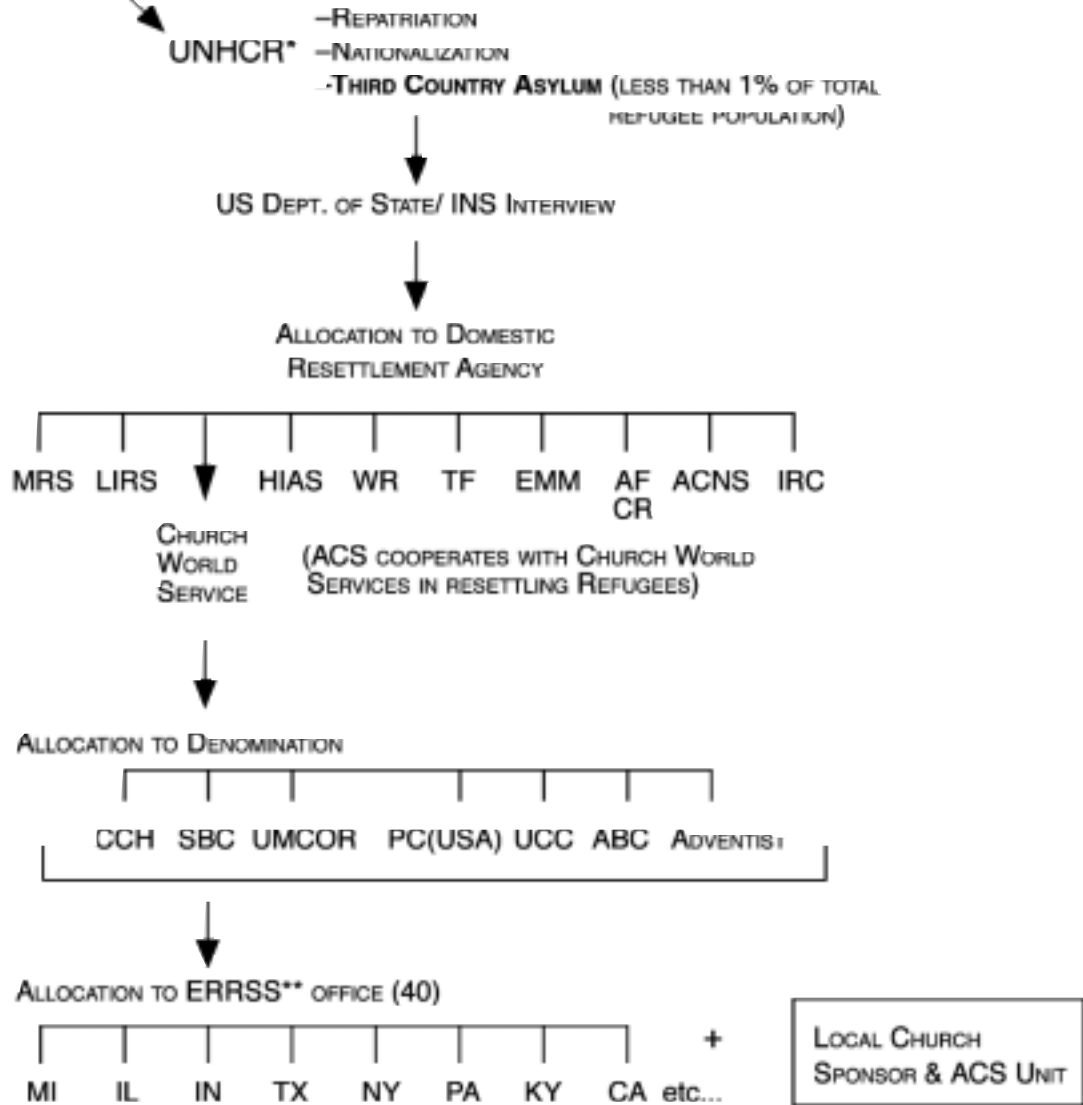 –Repatriation
UNHCR* –Nationalization
-Third Country Asylum (less than 1% of total
refugee population)
US Dept. of State/ INS Interview
Allocation to Domestic
Resettlement Agency
MRS LIRS HIAS WR TF EMM AF ACNS IRC
CR
Church
World
Service
(ACS cooperates with Church World
Services in resettling Refugees)
Allocation to Denomination
CCH SBC UMCOR PC(USA) UCC ABC Adventist
Allocation to ERRSS** office (40)
MI IL IN TX NY PA KY CA etc...
+
Local Church
Sponsor & ACS Unit